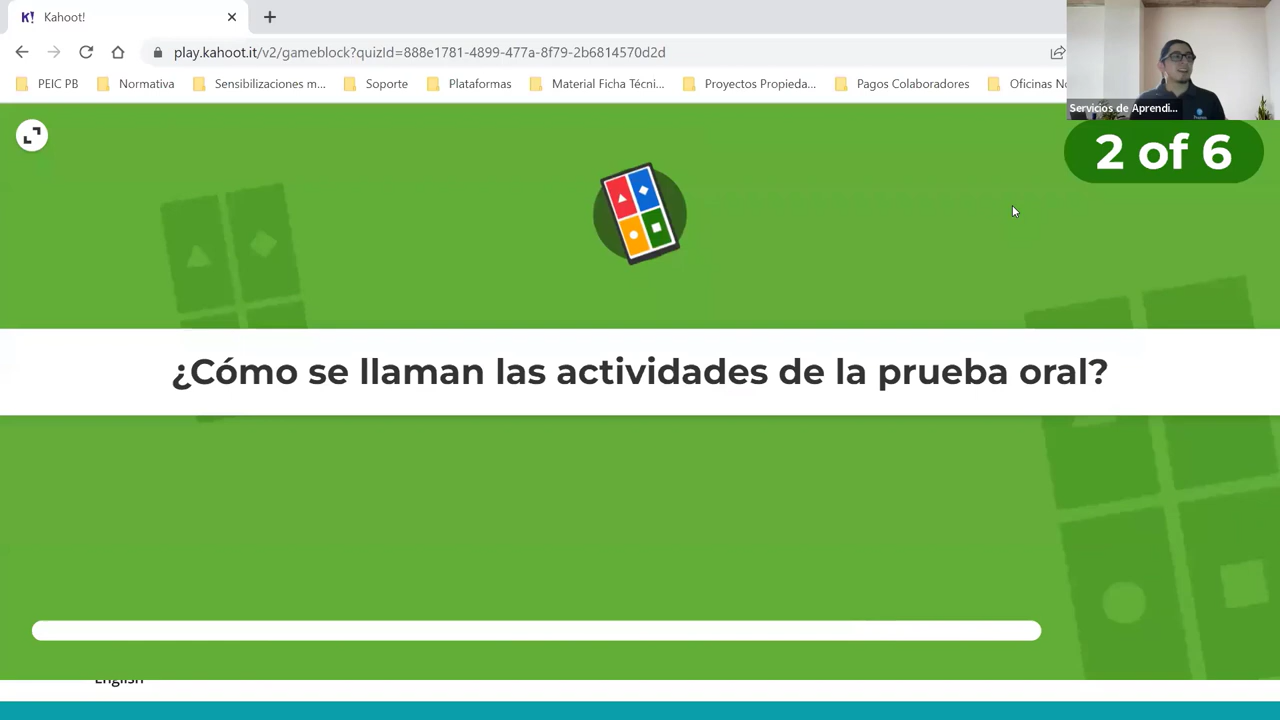 K! Kahoot!
play.kahoot.it/v2/gameblock?quizId=888e1781-4899-477a-8f79-2b6814570d2d
PEIC PB Normativa Sensibilizaciones m... Soporte Plataformas Material Ficha Técni... Proyectos Propieda... Pagos Colaboradores Oficinas No
Servicios de Aprendi...
2 of 6
¿Cómo se llaman las actividades de la prueba oral?
English